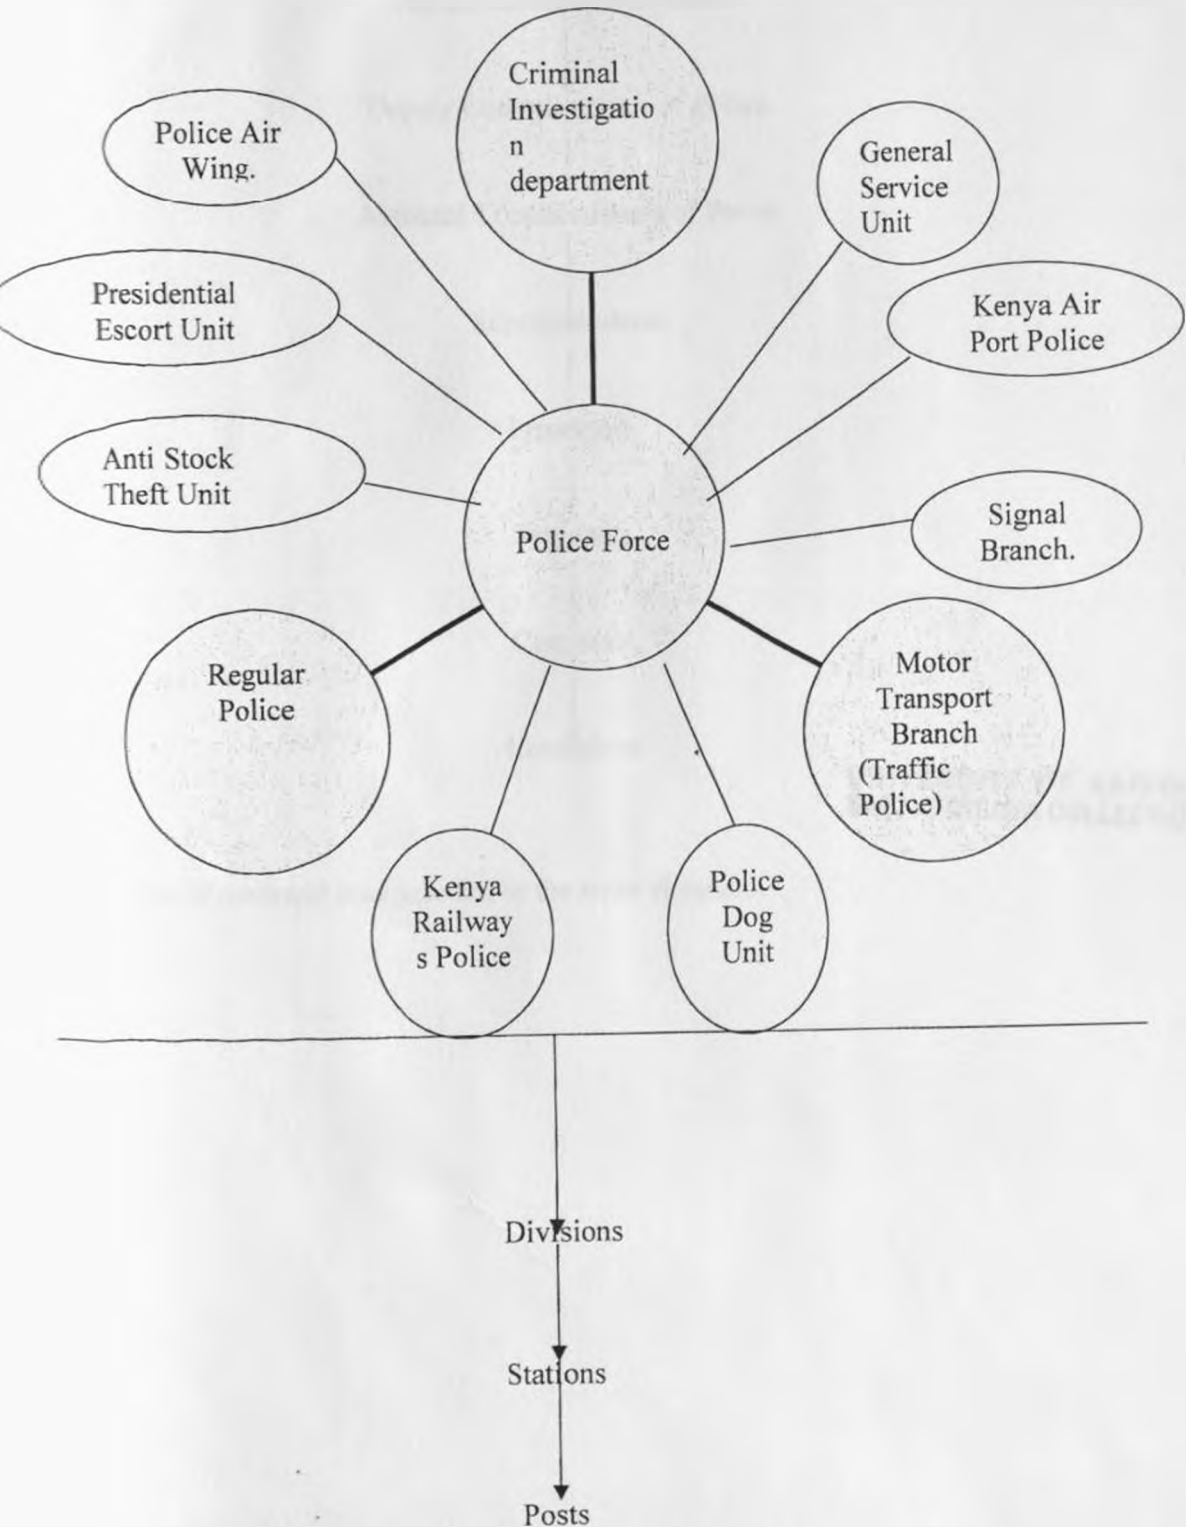 Criminal
Investigatio
n
department
Police Air
Wing.
General
Service
Unit
Presidential
Escort Unit
Kenya Air
Port Police
Anti Stock
Theft Unit
Signal
Branch.
Police Force
Regular
Police
Motor
Transport
Branch
(Traffic
Police)
Kenya
Railway
s Police
Police
Dog
Unit
Divisions
Stations
Posts